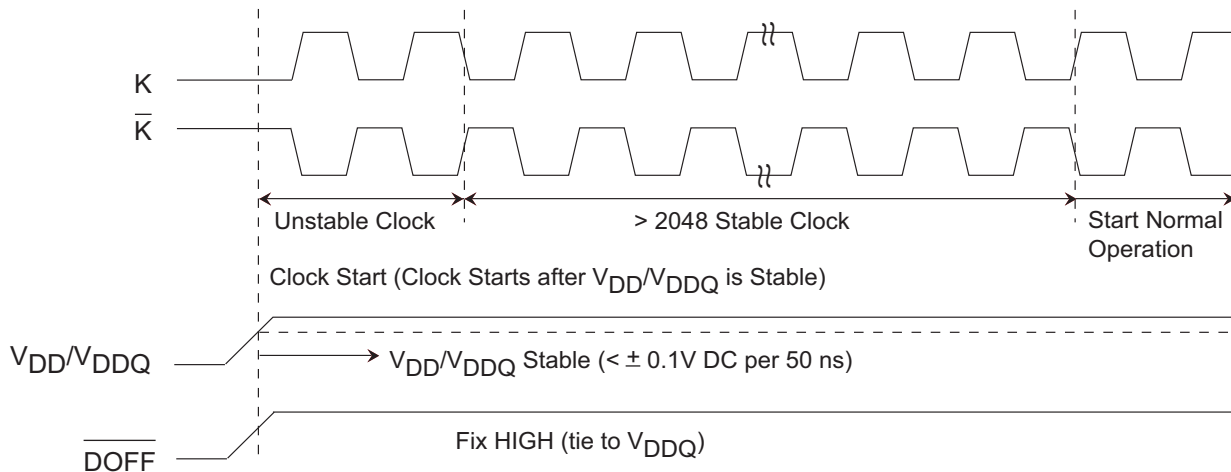 K
K̅
Unstable Clock
> 2048 Stable Clock
Start Normal
Operation
Clock Start (Clock Starts after VDD/VDDQ is Stable)
VDD/VDDQ
VDD/VDDQ Stable (< ± 0.1V DC per 50 ns)
Fix HIGH (tie to VDDQ)
D̅O̅F̅F̅